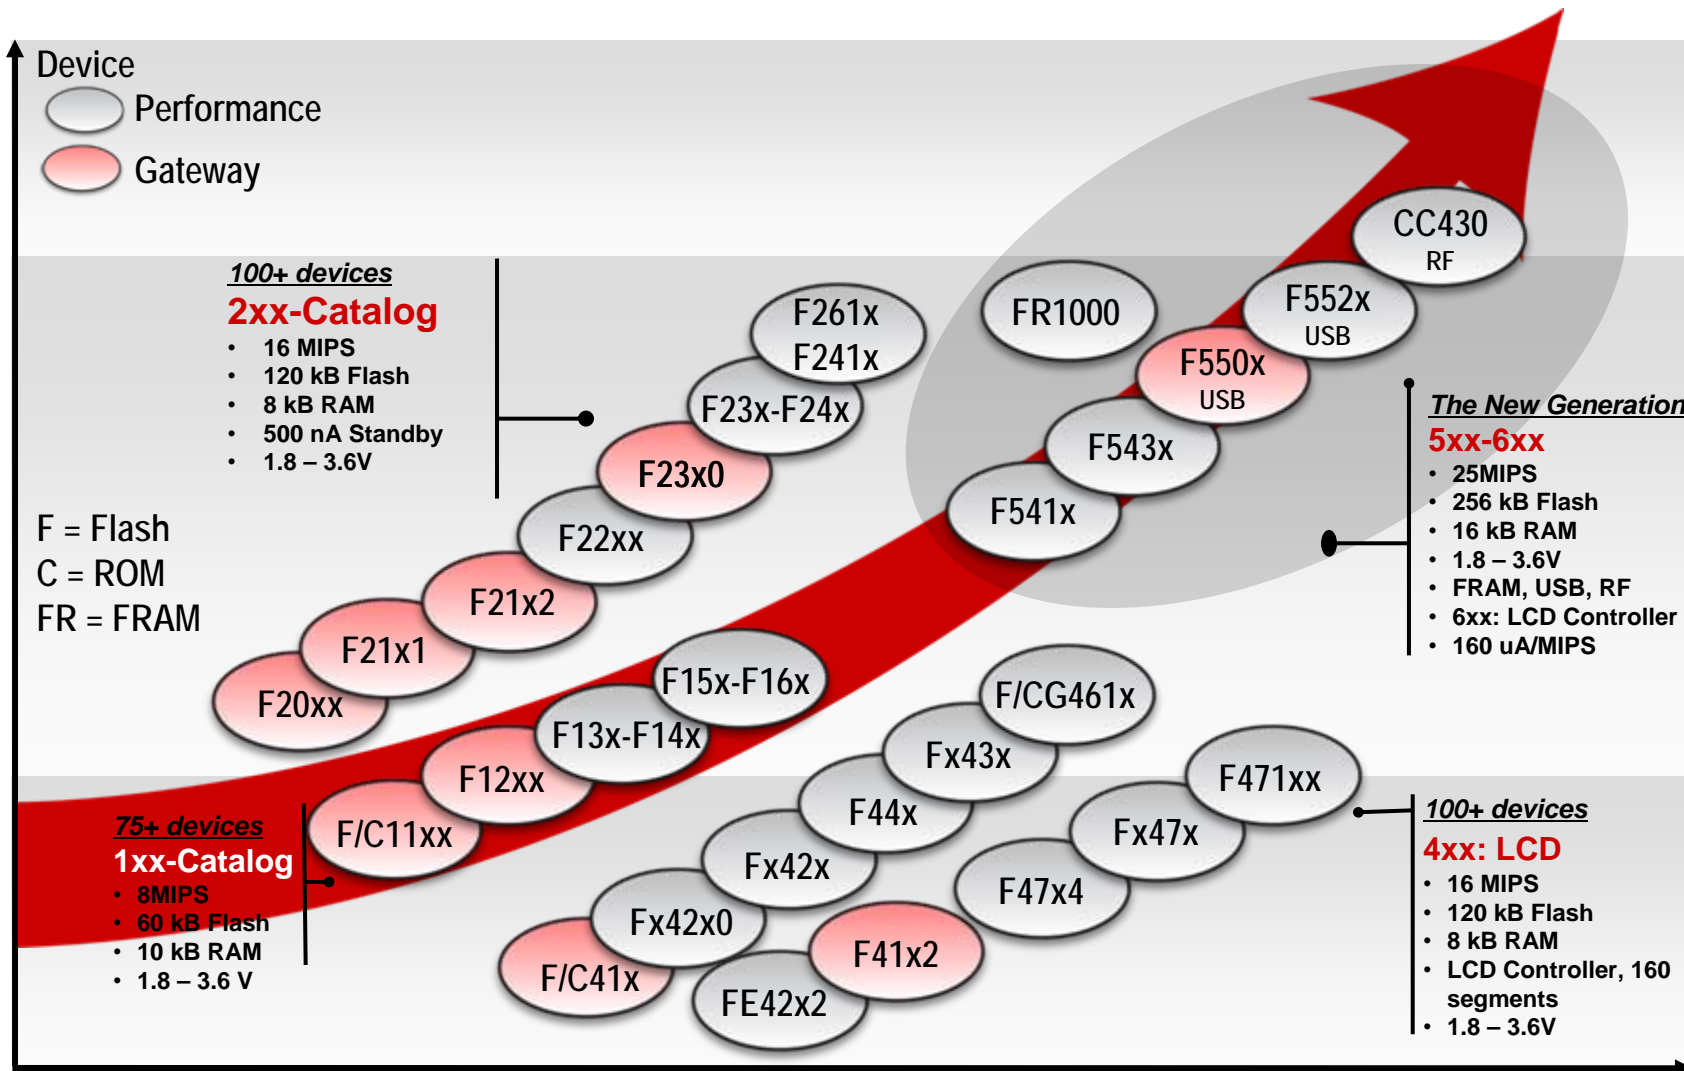 Device
Performance
Gateway
100+ devices
2xx-Catalog
• 16 MIPS
• 120 kB Flash
• 8 kB RAM
• 500 nA Standby
• 1.8 – 3.6V
F = Flash
C = ROM
FR = FRAM
F261x
F241x
F23x-F24x
F23x0
F22xx
F21x2
F21x1
F20xx
FR1000
CC430
RF
F552x
USB
F550x
USB
F543x
F541x
The New Generation
5xx-6xx
• 25MIPS
• 256 kB Flash
• 16 kB RAM
• 1.8 – 3.6V
• FRAM, USB, RF
• 6xx: LCD Controller
• 160 uA/MIPS
F15x-F16x
F13x-F14x
F12xx
F/C11xx
75+ devices
1xx-Catalog
• 8MIPS
• 60 kB Flash
• 10 kB RAM
• 1.8 – 3.6 V
F/CG461x
Fx43x
F44x
Fx42x
Fx42x0
F/C41x
F471xx
Fx47x
F47x4
F41x2
FE42x2
100+ devices
4xx: LCD
• 16 MIPS
• 120 kB Flash
• 8 kB RAM
• LCD Controller, 160
segments
• 1.8 – 3.6V